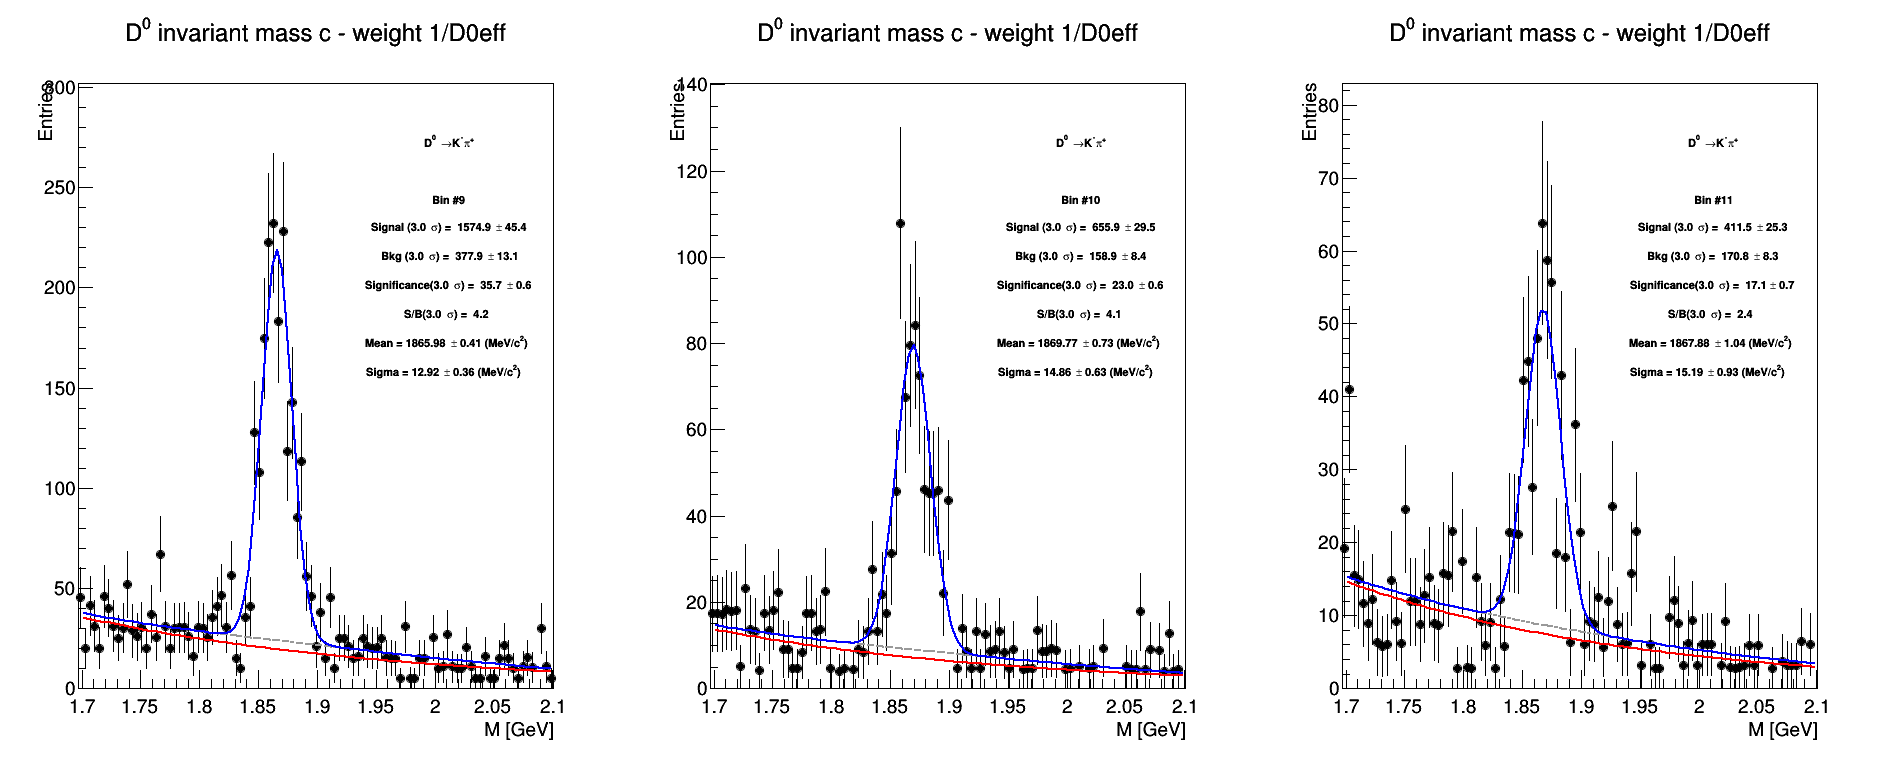 D⁰ invariant mass c - weight 1/D0eff
Entries
300
250
200
150
100
50
0
D⁰ →K⁻π⁺
Bin #9
Signal (3.0 σ) = 1574.9 ± 45.4
Bkg (3.0 σ) = 377.9 ± 13.1
Significance(3.0 σ) = 35.7 ± 0.6
S/B(3.0 σ) = 4.2
Mean = 1865.98 ± 0.41 (MeV/c²)
Sigma = 12.92 ± 0.36 (MeV/c²)
1.7 1.75 1.8 1.85 1.9 1.95 2 2.05 2.1
M [GeV]
D⁰ invariant mass c - weight 1/D0eff
Entries
140
120
100
80
60
40
20
0
D⁰ →K⁻π⁺
Bin #10
Signal (3.0 σ) = 655.9 ± 29.5
Bkg (3.0 σ) = 158.9 ± 8.4
Significance(3.0 σ) = 23.0 ± 0.6
S/B(3.0 σ) = 4.1
Mean = 1869.77 ± 0.73 (MeV/c²)
Sigma = 14.86 ± 0.63 (MeV/c²)
1.7 1.75 1.8 1.85 1.9 1.95 2 2.05 2.1
M [GeV]
D⁰ invariant mass c - weight 1/D0eff
Entries
80
70
60
50
40
30
20
10
0
D⁰ →K⁻π⁺
Bin #11
Signal (3.0 σ) = 411.5 ± 25.3
Bkg (3.0 σ) = 170.8 ± 8.3
Significance(3.0 σ) = 17.1 ± 0.7
S/B(3.0 σ) = 2.4
Mean = 1867.88 ± 1.04 (MeV/c²)
Sigma = 15.19 ± 0.93 (MeV/c²)
1.7 1.75 1.8 1.85 1.9 1.95 2 2.05 2.1
M [GeV]